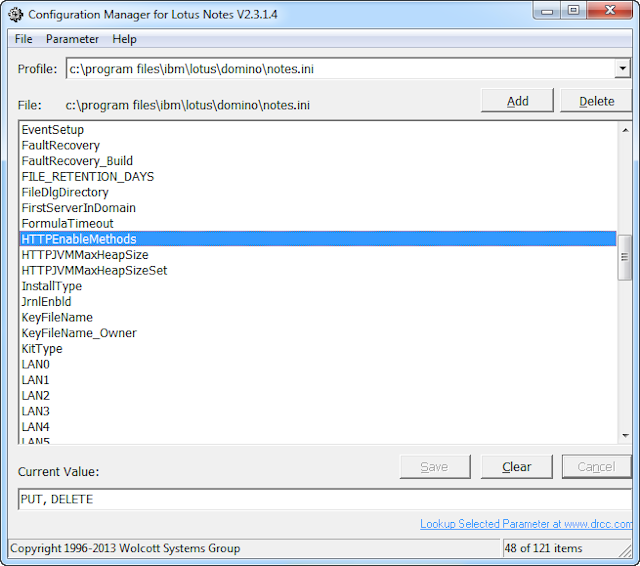 Configuration Manager for Lotus Notes V2.3.1.4
File Parameter Help
Profile: c:\program files\ibm\lotus\domino\notes.ini
File: c:\program files\ibm\lotus\domino\notes.ini Add Delete
EventSetup
FaultRecovery
FaultRecovery_Build
FILE_RETENTION_DAYS
FileDlgDirectory
FirstServerInDomain
FormulaTimeout
HTTPEnableMethods
HTTPJVMMaxHeapSize
HTTPJVMMaxHeapSizeSet
InstallType
JrnlEnbld
KeyFileName
KeyFileName_Owner
KitType
LAN0
LAN1
LAN2
LAN3
LAN4
LAN5
Current Value: Save Clear Cancel
PUT, DELETE
Lookup Selected Parameter at www.drcc.com
Copyright 1996-2013 Wolcott Systems Group 48 of 121 items